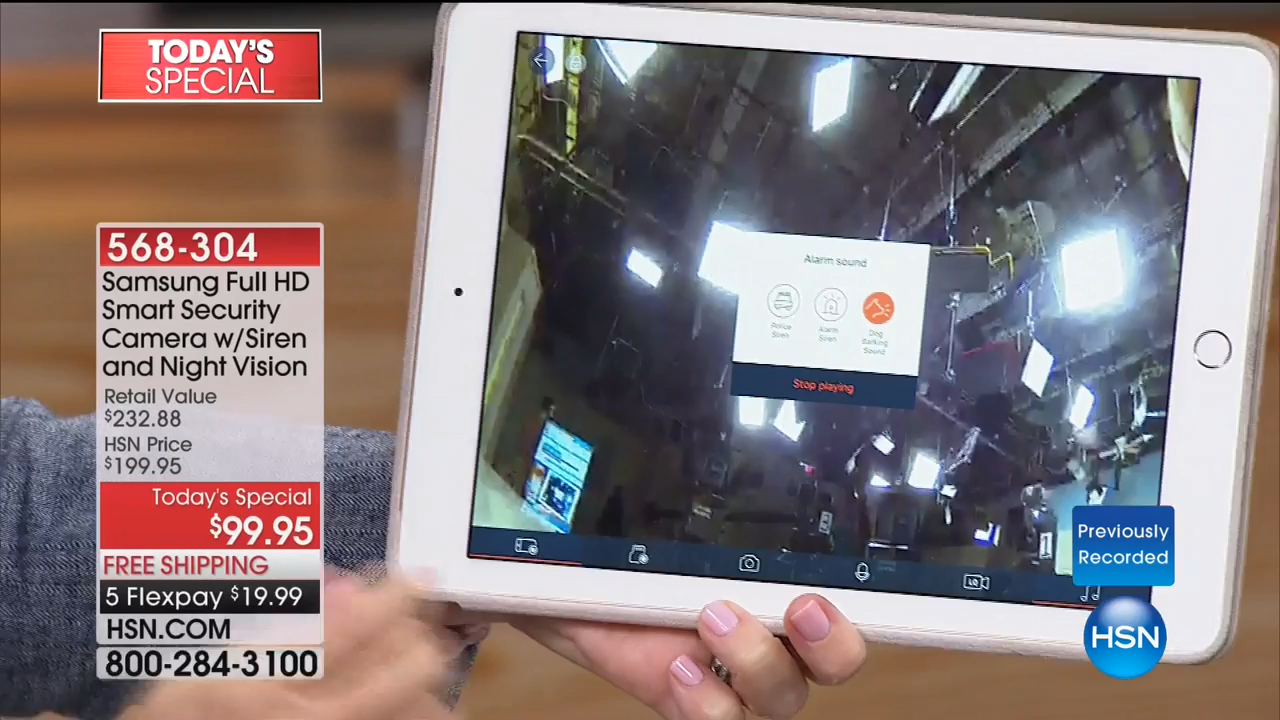 TODAY'S
SPECIAL
568-304
Samsung Full HD
Smart Security
Camera w/Siren
and Night Vision
Retail Value
$232.88
HSN Price
$199.95
Today's Special
$99.95
FREE SHIPPING
5 Flexpay $19.99
HSN.COM
800-284-3100
Alarm sound
Police
Siren
Alarm
Siren
Dog
Barking
Sound
Stop playing
LQ
Previously
Recorded
HSN